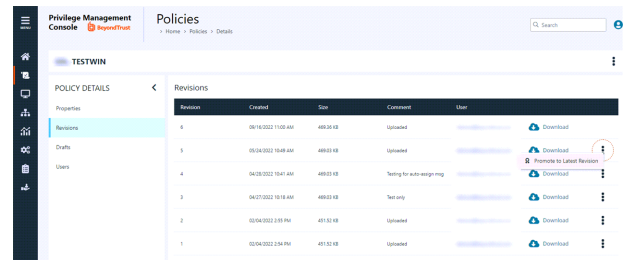 MENU
Privilege Management
Console BeyondTrust
Policies
> Home > Policies > Details
Search
TESTWIN
POLICY DETAILS
Properties
Revisions
Drafts
Users
Revisions
Revision Created Size Comment User
6 09/16/2022 11:00 AM 469.36 KB Uploaded Download
5 05/24/2022 10:49 AM 469.03 KB Uploaded Download
Promote to Latest Revision
4 04/28/2022 10:41 AM 469.03 KB Testing for auto-assign msg Download
3 04/27/2022 10:18 AM 469.03 KB Test only Download
2 02/04/2022 2:55 PM 451.52 KB Uploaded Download
1 02/04/2022 2:54 PM 451.52 KB Uploaded Download